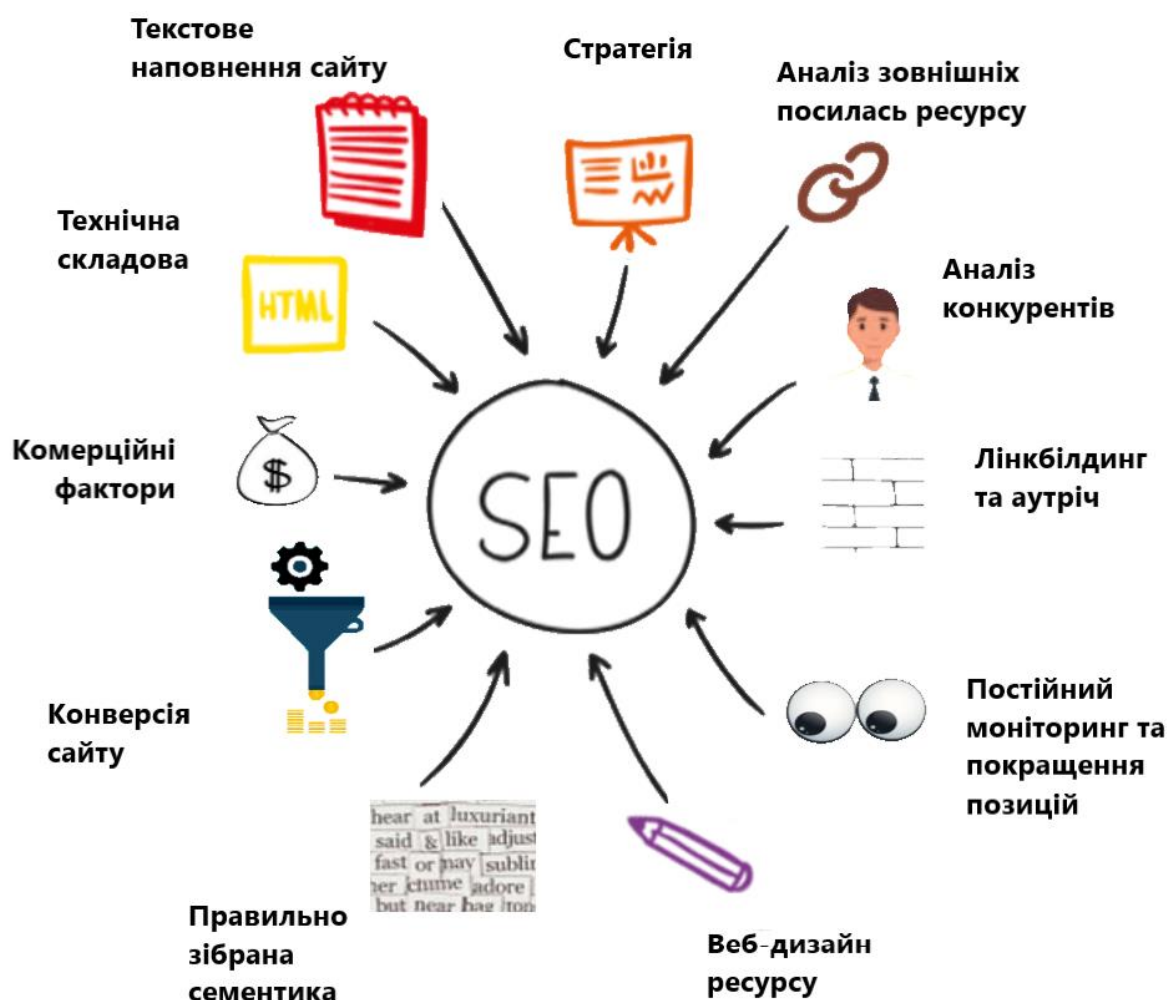 Текстове
наповнення сайту
Стратегія
Аналіз зовнішніх
посилась ресурсу
Технічна
складова
HTML
Аналіз
конкурентів
Комерційні
фактори
$
SEO
Лінкбілдинг
та аутріч
Конверсія
сайту
Постійний
моніторинг та
покращення
позицій
hear at luxuriant
said & like adjust
fast or may
adore
but near bag
Правильно
зібрана
сементика
Веб-дизайн
ресурсу